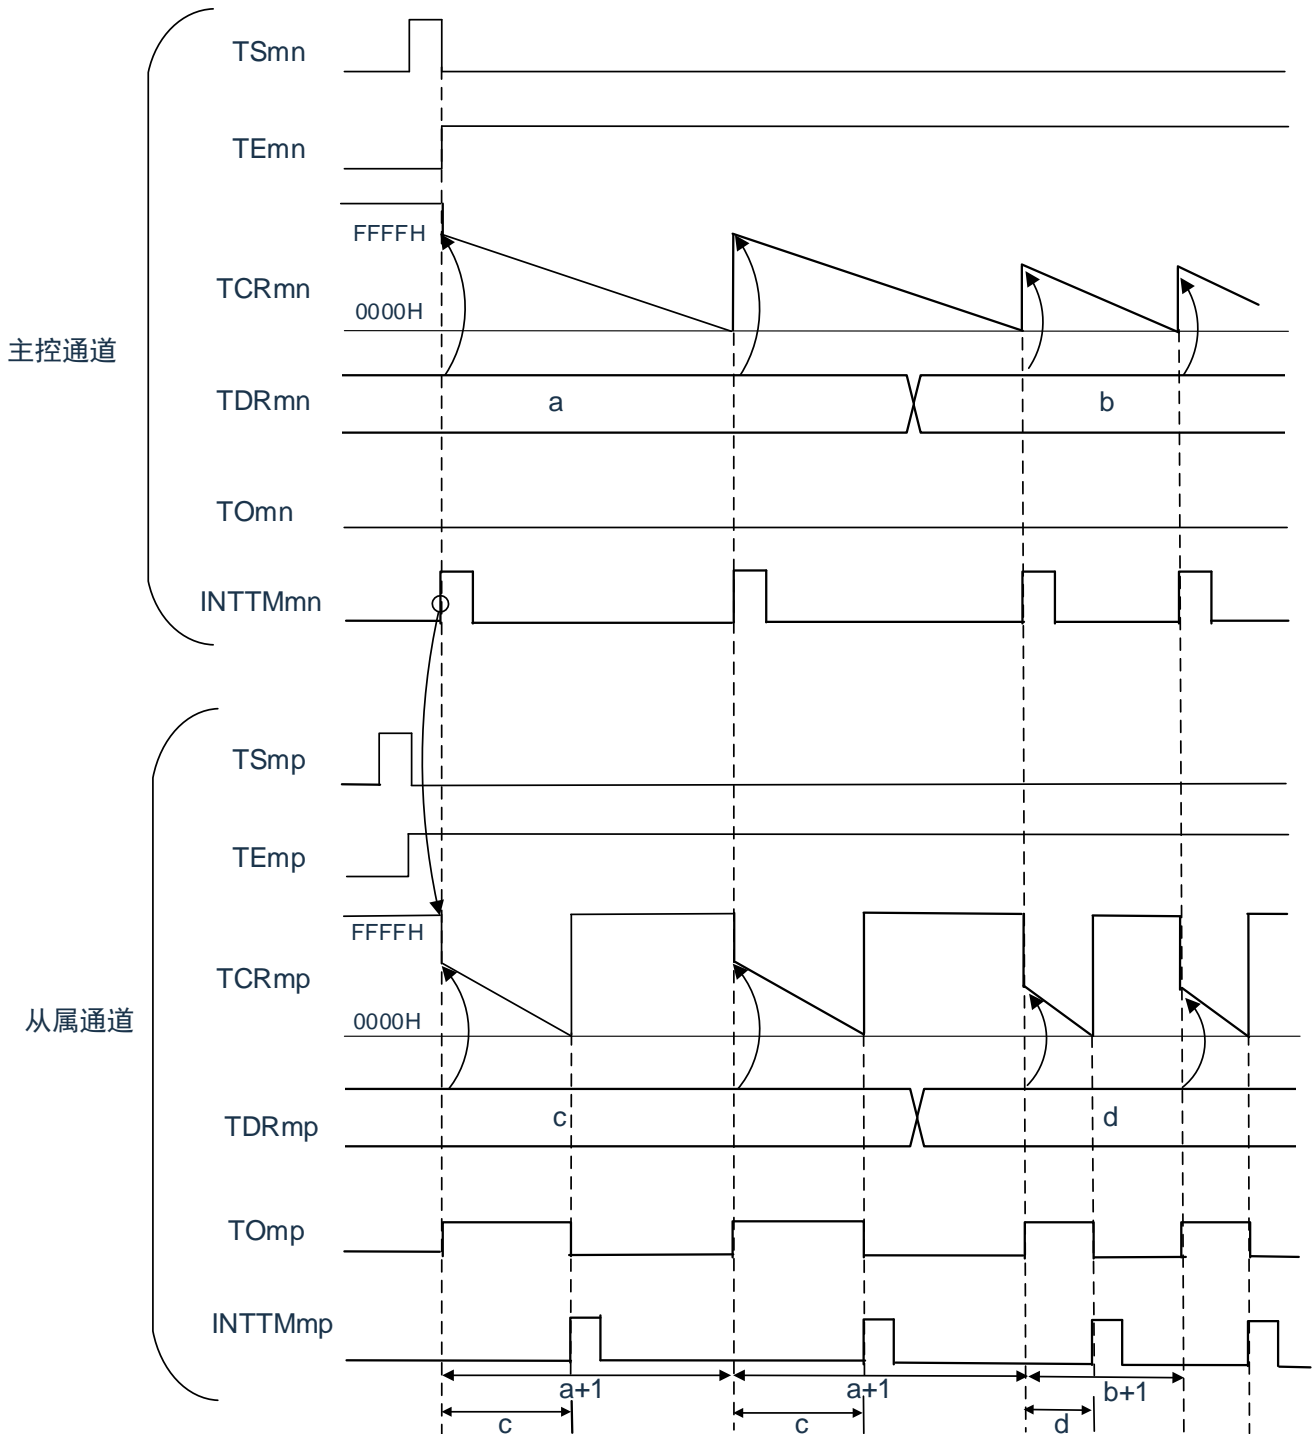 TSmn
TEmn
FFFFH
TCRmn
0000H
主控通道
TDRmn
a
b
TOmn
INTTMmn
TSmp
TEmp
FFFFH
TCRmp
0000H
从属通道
TDRmp
c
d
TOmp
INTTMmp
a+1
a+1
b+1
c
c
d